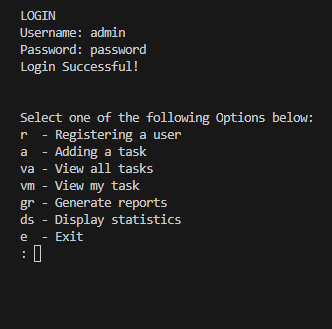 LOGIN
Username: admin
Password: password
Login Successful!
Select one of the following Options below:
r  - Registering a user
a  - Adding a task
va - View all tasks
vm - View my task
gr - Generate reports
ds - Display statistics
e  - Exit
: